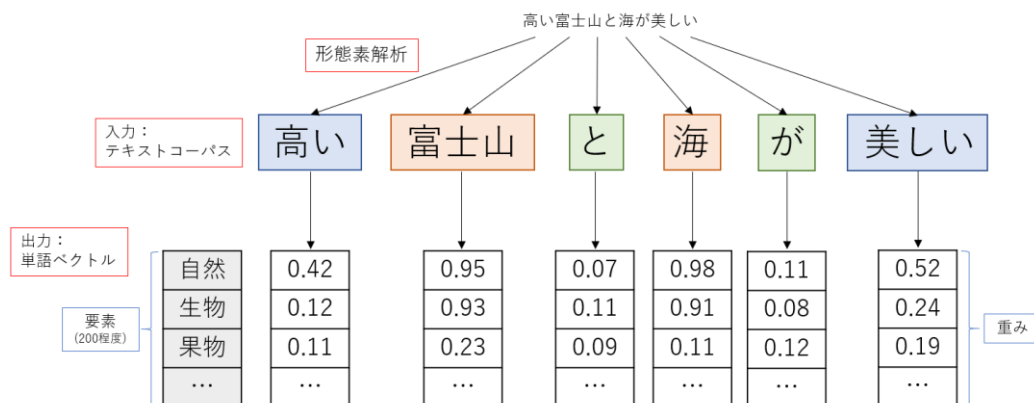 高い富士山と海が美しい
形態素解析
入力：
テキストコーパス
高い 富士山 と 海 が 美しい
出力：
単語ベクトル
自然 0.42 0.95 0.07 0.98 0.11 0.52
生物 0.12 0.93 0.11 0.91 0.08 0.24
果物 0.11 0.23 0.09 0.11 0.12 0.19
… … … … … … …
要素
(200程度)
重み